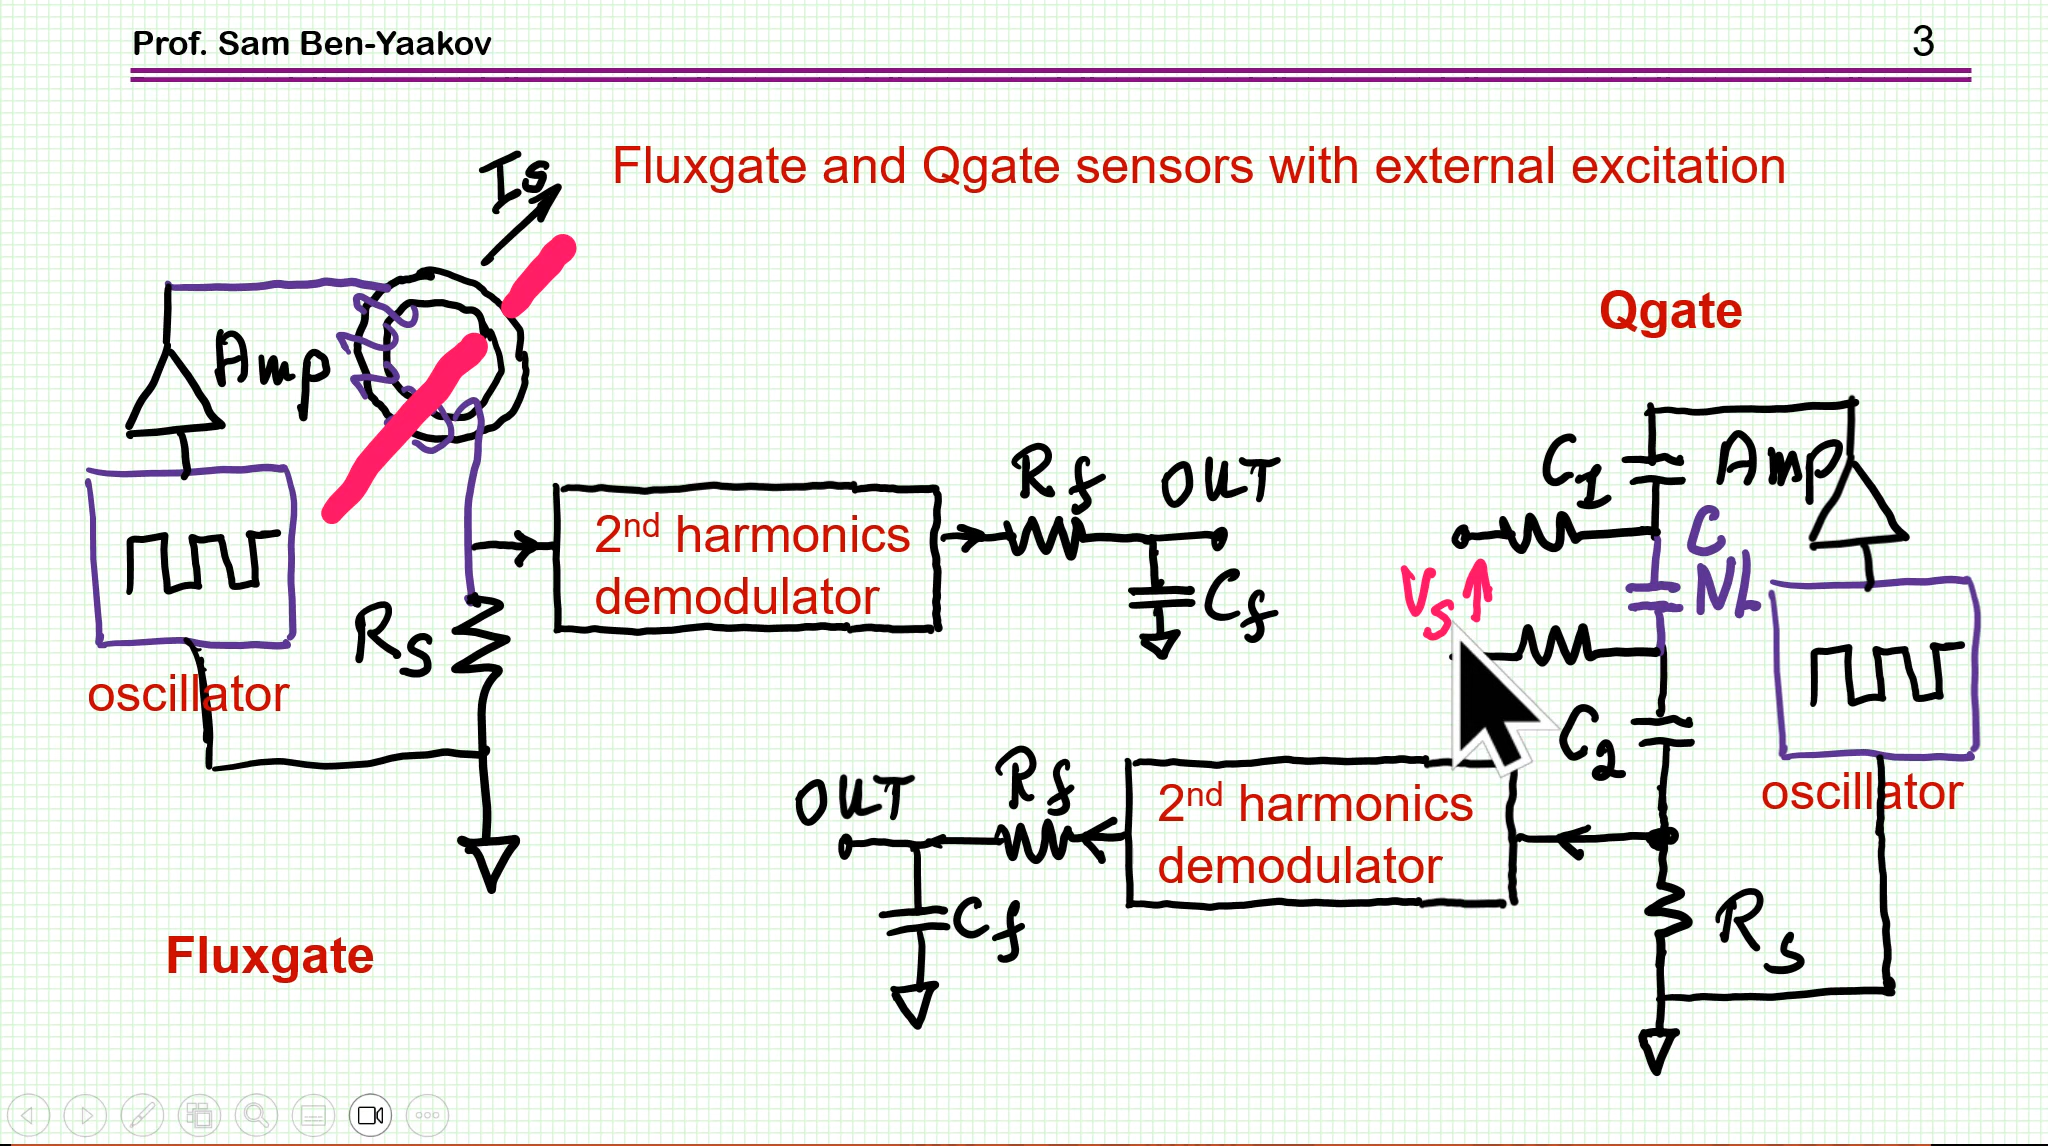 Prof. Sam Ben-Yaakov
3
Fluxgate and Qgate sensors with external excitation
Is
Amp
oscillator
Rs
2nd harmonics
demodulator
Rf
OUT
Cf
Fluxgate
Qgate
C1
Amp
CNL
Vs
C2
oscillator
2nd harmonics
demodulator
OUT
Rf
Cf
Rs